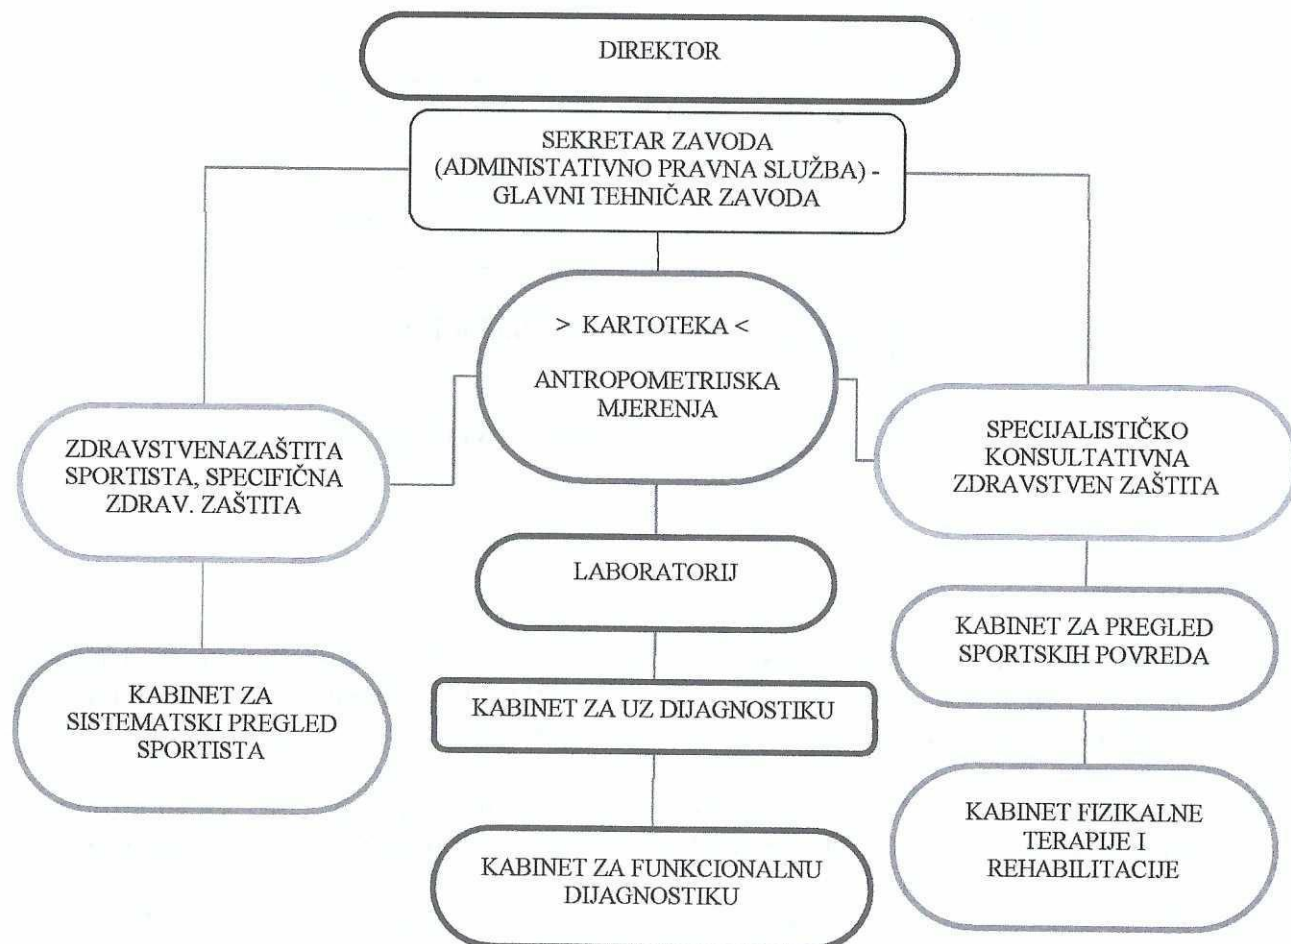 DIREKTOR
SEKRETAR ZAVODA
(ADMINISTATIVNO PRAVNA SLUŽBA) -
GLAVNI TEHNIČAR ZAVODA
> KARTOTEKA <
ANTROPOMETRIJSKA
MJERENJA
ZDRAVSTVENAZAŠTITA
SPORTISTA, SPECIFIČNA
ZDRAV. ZAŠTITA
SPECIJALISTIČKO
KONSULTATIVNA
ZDRAVSTVEN ZAŠTITA
LABORATORIJ
KABINET ZA PREGLED
SPORTSKIH POVREDA
KABINET ZA
SISTEMATSKI PREGLED
SPORTISTA
KABINET ZA UZ DIJAGNOSTIKU
KABINET FIZIKALNE
TERAPIJE I
REHABILITACIJE
KABINET ZA FUNKCIONALNU
DIJAGNOSTIKU